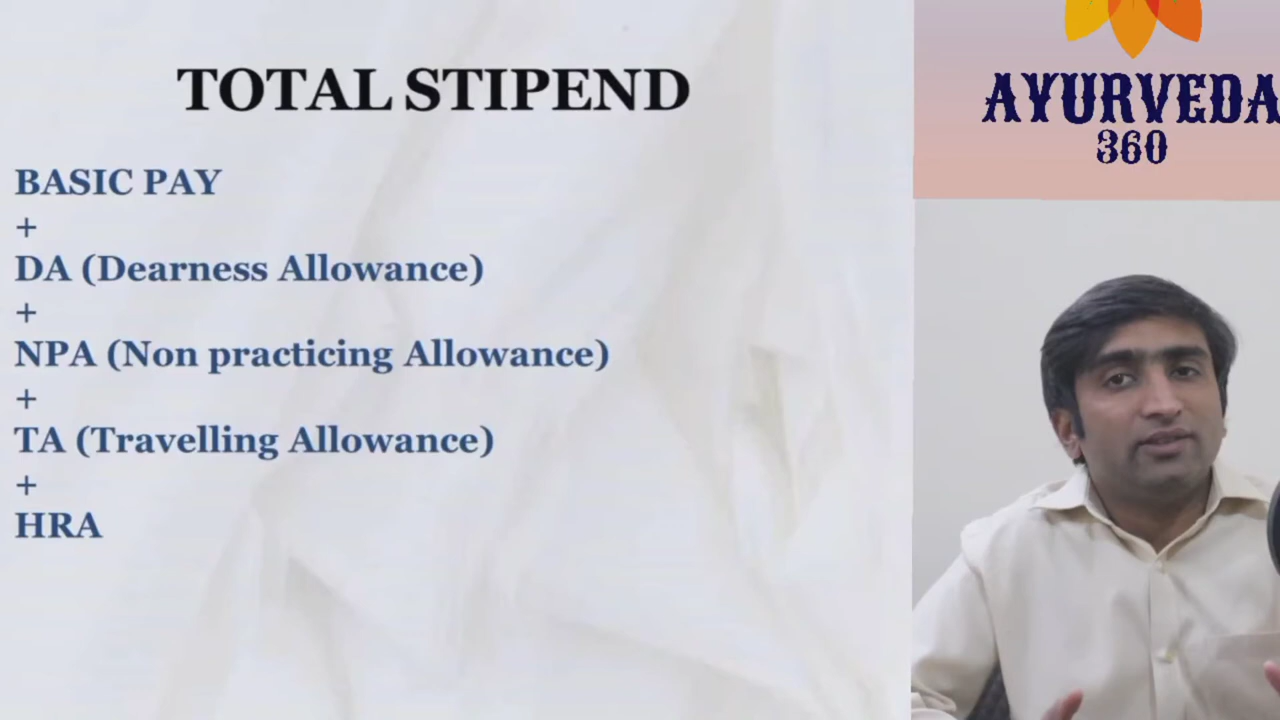 TOTAL STIPEND
BASIC PAY
+
DA (Dearness Allowance)
+
NPA (Non practicing Allowance)
+
TA (Travelling Allowance)
+
HRA
AYURVEDA
360